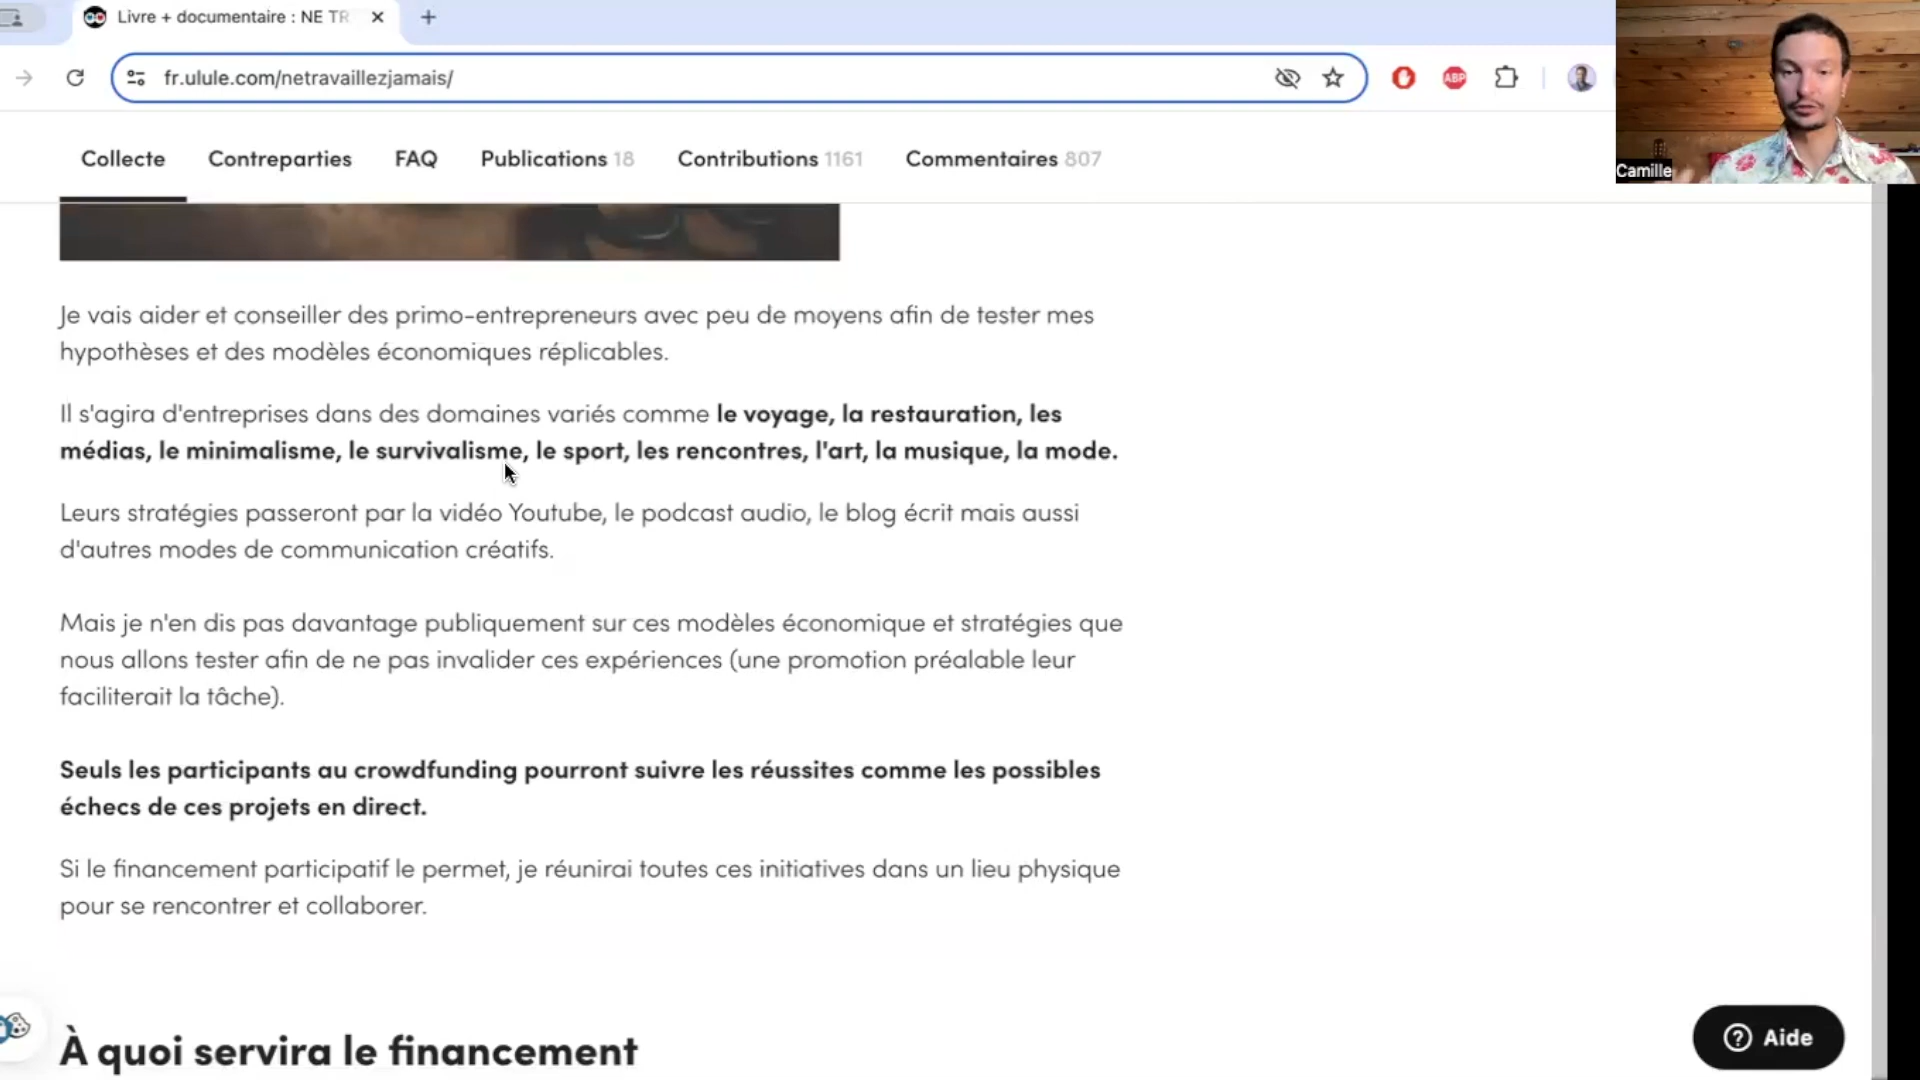 Livre + documentaire : NE TR
fr.ulule.com/netravaillezjamais/
ABP
Camille
Collecte Contreparties FAQ Publications 18 Contributions 1161 Commentaires 807
Je vais aider et conseiller des primo-entrepreneurs avec peu de moyens afin de tester mes
hypothèses et des modèles économiques réplicables.
Il s'agira d'entreprises dans des domaines variés comme le voyage, la restauration, les
médias, le minimalisme, le survivalisme, le sport, les rencontres, l'art, la musique, la mode.
Leurs stratégies passeront par la vidéo Youtube, le podcast audio, le blog écrit mais aussi
d'autres modes de communication créatifs.
Mais je n'en dis pas davantage publiquement sur ces modèles économique et stratégies que
nous allons tester afin de ne pas invalider ces expériences (une promotion préalable leur
faciliterait la tâche).
Seuls les participants au crowdfunding pourront suivre les réussites comme les possibles
échecs de ces projets en direct.
Si le financement participatif le permet, je réunirai toutes ces initiatives dans un lieu physique
pour se rencontrer et collaborer.
À quoi servira le financement
Aide